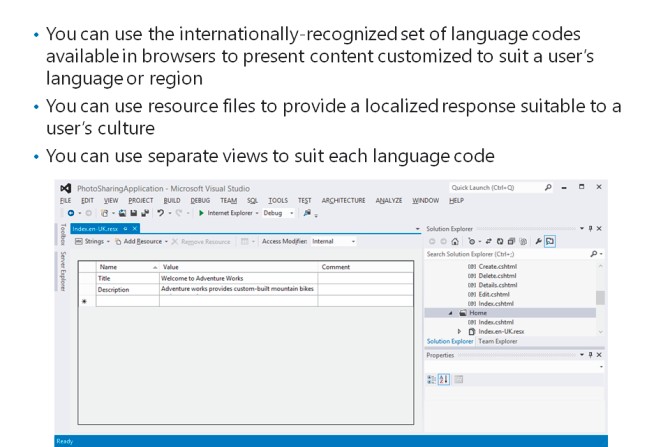 • You can use the internationally-recognized set of language codes
available in browsers to present content customized to suit a user's
language or region
• You can use resource files to provide a localized response suitable to a
user's culture
• You can use separate views to suit each language code
PhotoSharingApplication - Microsoft Visual Studio
Quick Launch (Ctrl+Q)
FILE EDIT VIEW PROJECT BUILD DEBUG TEAM SQL TOOLS TEST ARCHITECTURE ANALYZE WINDOW HELP
Internet Explorer Debug
Toolbox
Server Explorer
Index.en-UK.resx
Strings Add Resource Remove Resource Access Modifier: Internal
Name Value Comment
Title Welcome to Adventure Works
Description Adventure works provides custom-built mountain bikes
Solution Explorer
Search Solution Explorer (Ctrl+;)
Create.cshtml
Delete.cshtml
Details.cshtml
Edit.cshtml
Index.cshtml
Home
Index.cshtml
Index.en-UK.resx
Solution Explorer Team Explorer
Properties
Ready